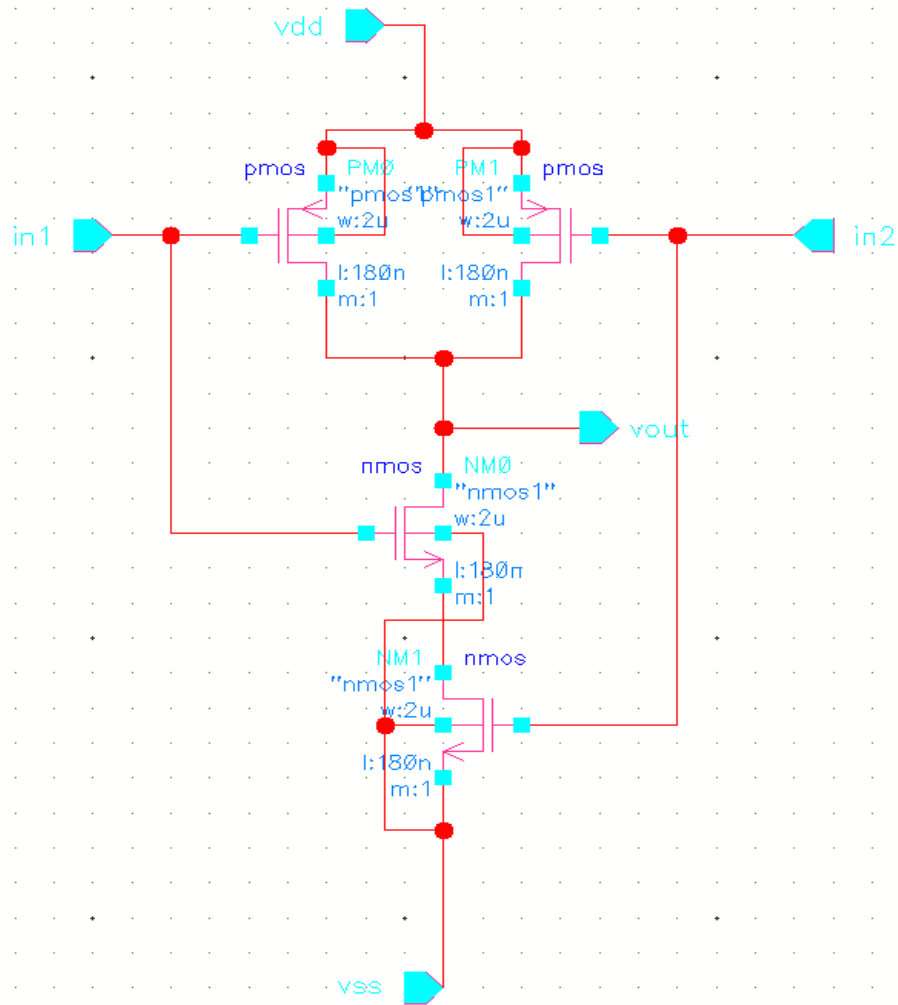 vdd
pmos PM0
"pmos1"
w:2u
l:180n
m:1
PM1 pmos
"pmos1"
w:2u
l:180n
m:1
in1
in2
vout
nmos NM0
"nmos1"
w:2u
l:180n
m:1
NM1 nmos
"nmos1"
w:2u
l:180n
m:1
vss